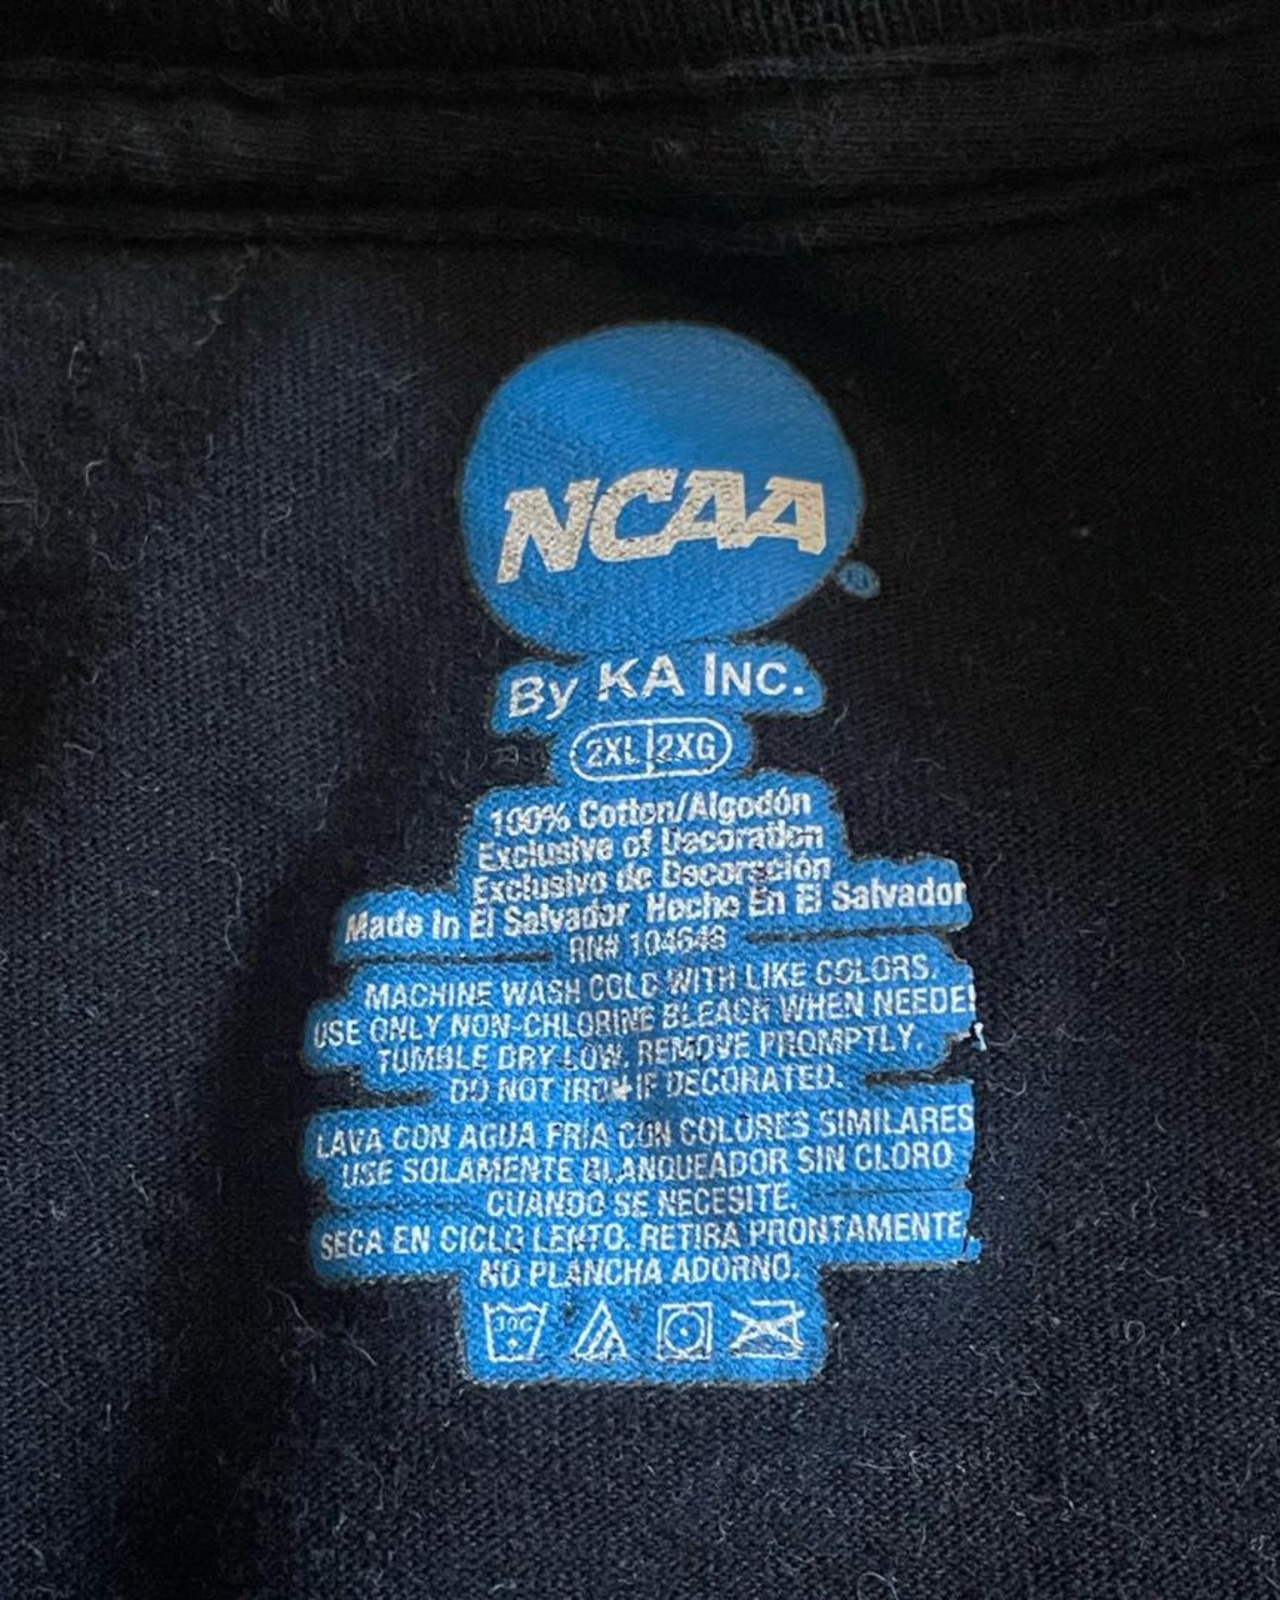 NCAA
®
By KA INC.
2XL 2XG
100% Cotton/Algodón
Exclusive of Decoration
Exclusivo de Decoración
Made In El Salvador Hecho En El Salvador
RN# 104648
MACHINE WASH COLD WITH LIKE COLORS.
USE ONLY NON-CHLORINE BLEACH WHEN NEEDE
TUMBLE DRY LOW. REMOVE PROMPTLY.
DO NOT IRON IF DECORATED.
LAVA CON AGUA FRIA CON COLORES SIMILARES
USE SOLAMENTE BLANQUEADOR SIN CLORO
CUANDO SE NECESITE.
SECA EN CICLO LENTO. RETIRA PRONTAMENTE.
NO PLANCHA ADORNO.
30C